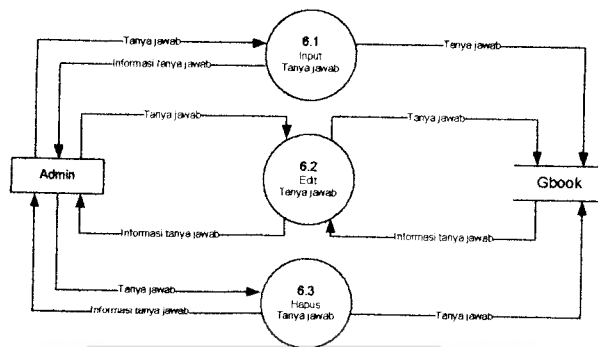 6.1
Input
Tanya jawab
Tanya jawab
Tanya jawab
Informasi tanya jawab
Tanya jawab
Tanya jawab
6.2
Edit
Tanya jawab
Admin
Gbook
Informasi tanya jawab
Informasi tanya jawab
6.3
Hapus
Tanya jawab
Tanya jawab
Informasi tanya jawab
Tanya jawab